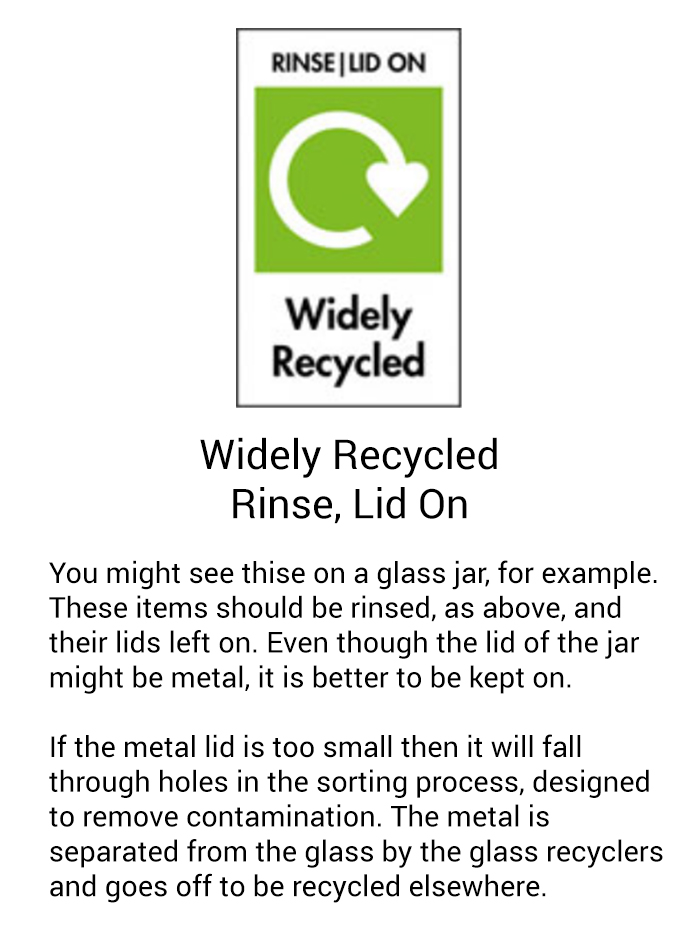 RINSE|LID ON
Widely
Recycled
Widely Recycled
Rinse, Lid On
You might see thise on a glass jar, for example.
These items should be rinsed, as above, and
their lids left on. Even though the lid of the jar
might be metal, it is better to be kept on.
If the metal lid is too small then it will fall
through holes in the sorting process, designed
to remove contamination. The metal is
separated from the glass by the glass recyclers
and goes off to be recycled elsewhere.